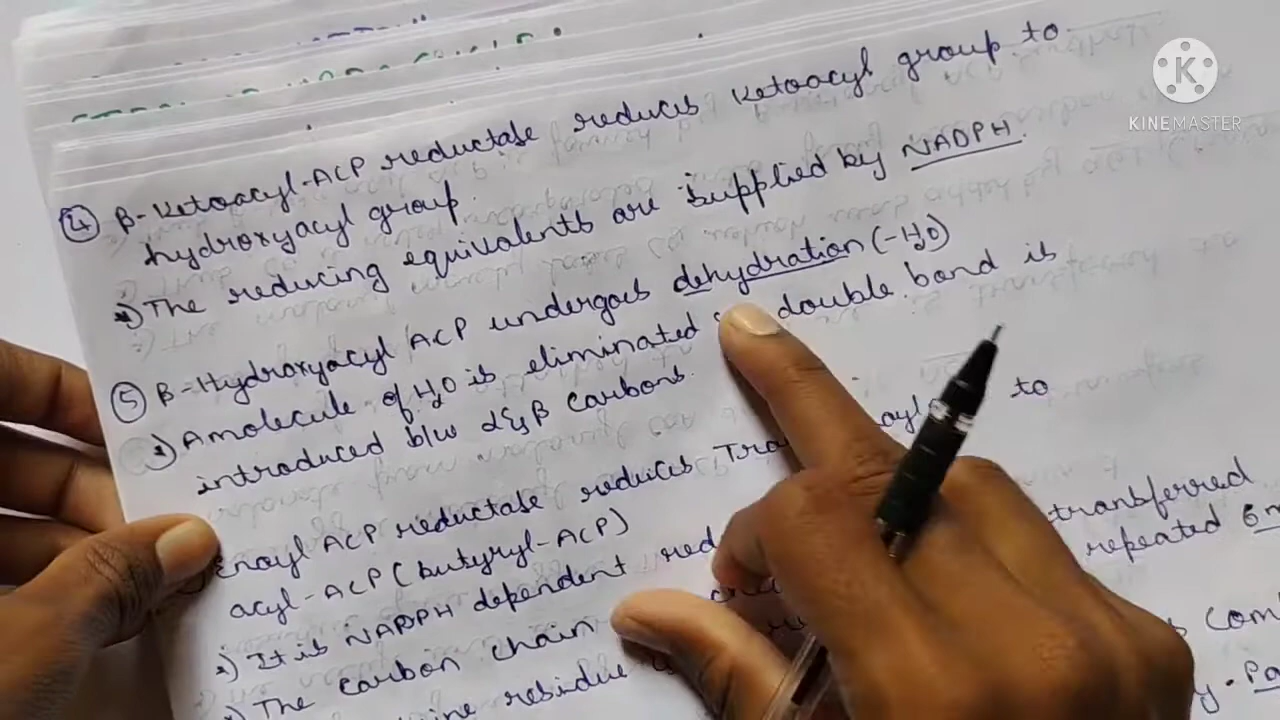 KINEMASTER
④ β-Ketoacyl-ACP reductase reduces Ketoacyl group to
hydroxyacyl group.
⇒) The reducing equivalents are supplied by NADPH.
⑤ β-Hydroxyacyl ACP undergoes dehydration (-H₂O)
⇒) A molecule of H₂O is eliminated double bond is
introduced b/w α & β carbons.
Enoyl ACP reductase reduces to
acyl-ACP (butyryl-ACP)
⇒) It is NADPH dependent transferred
⇒) The carbon chain repeated
residue